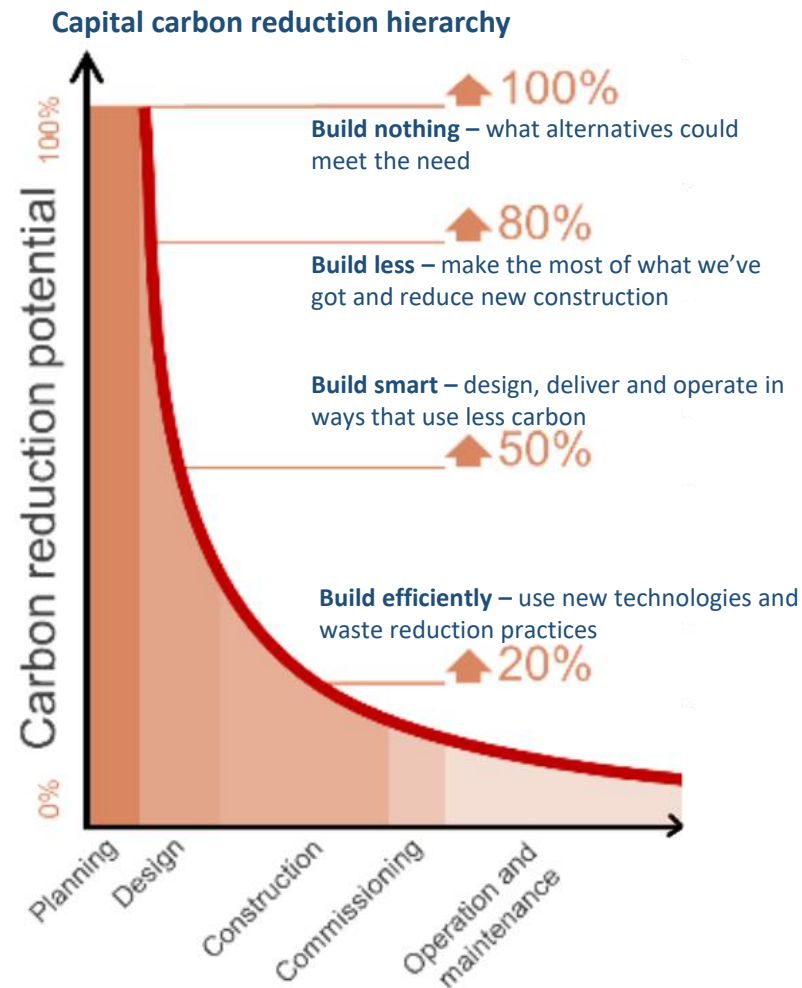 Capital carbon reduction hierarchy
100%
Build nothing – what alternatives could
meet the need
80%
Build less – make the most of what we’ve
got and reduce new construction
Build smart – design, deliver and operate in
ways that use less carbon
50%
Build efficiently – use new technologies and
waste reduction practices
20%
100%
Carbon reduction potential
0%
Planning
Design
Construction
Commissioning
Operation and
maintenance